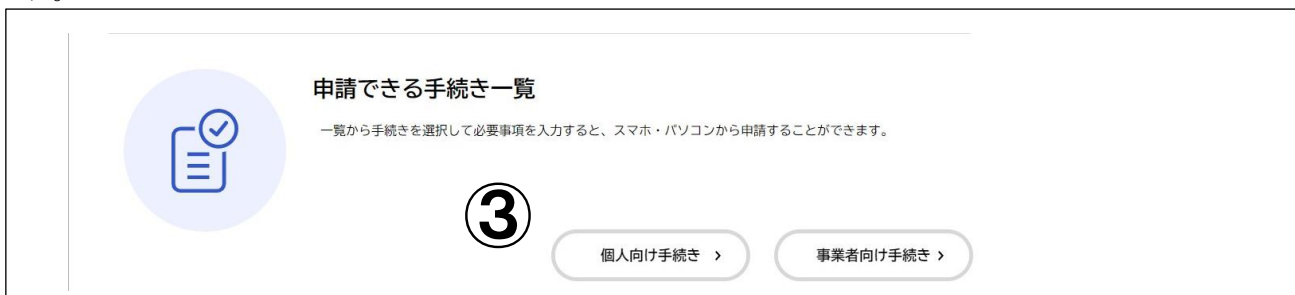 申請できる手続き一覧
一覧から手続きを選択して必要事項を入力すると、スマホ・パソコンから申請することができます。
③
個人向け手続き ›
事業者向け手続き ›